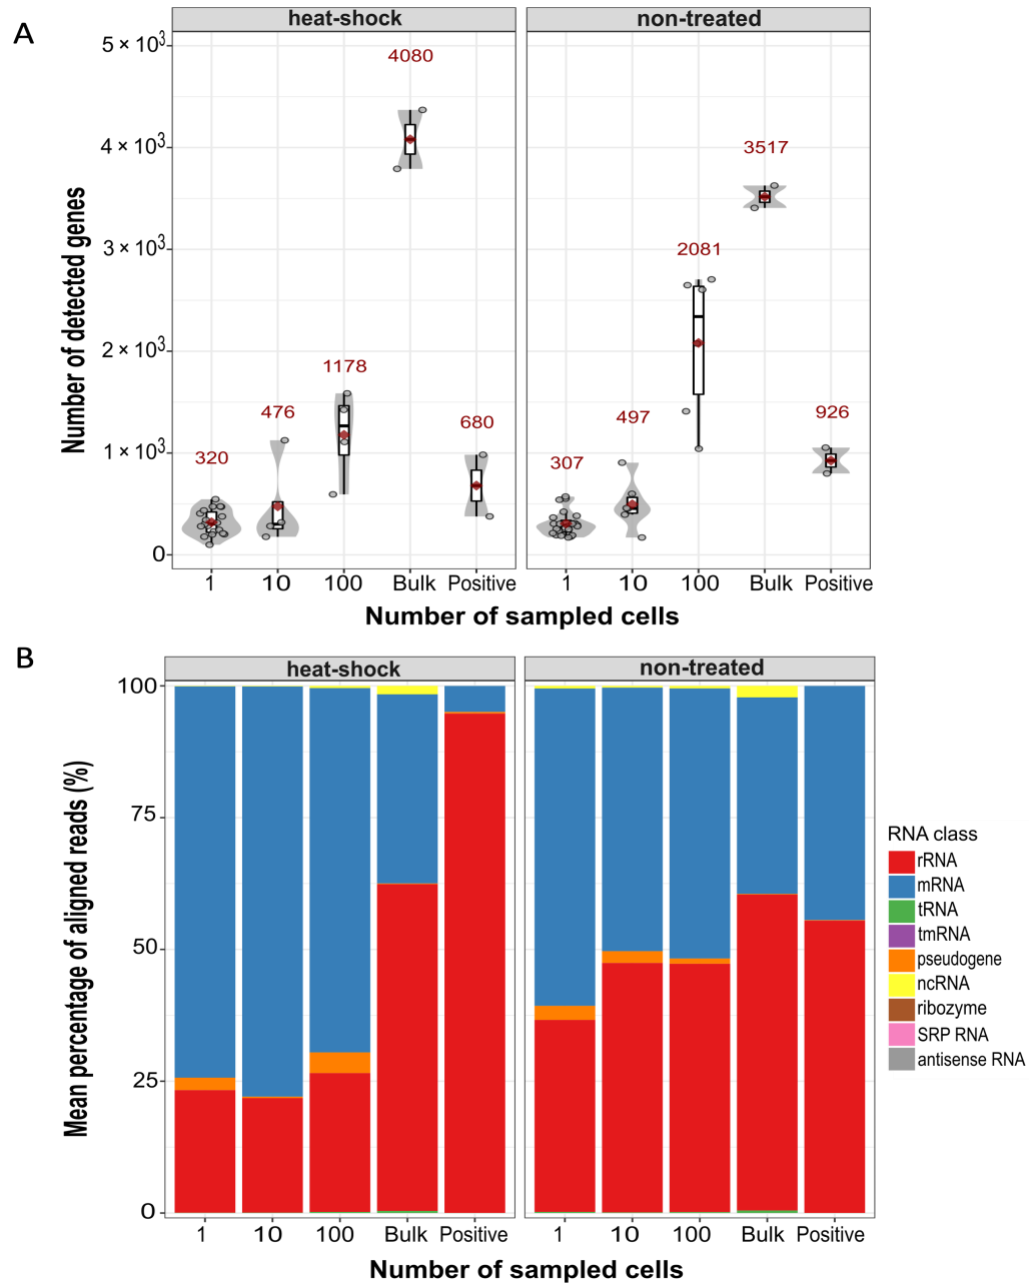 A
heat-shock
non-treated
Number of detected genes
5 × 10³
4 × 10³
3 × 10³
2 × 10³
1 × 10³
0
320
476
1178
4080
680
307
497
2081
3517
926
1 10 100 Bulk Positive
1 10 100 Bulk Positive
Number of sampled cells
B
heat-shock
non-treated
Mean percentage of aligned reads (%)
100
75
50
25
0
1 10 100 Bulk Positive
1 10 100 Bulk Positive
Number of sampled cells
RNA class
rRNA
mRNA
tRNA
tmRNA
pseudogene
ncRNA
ribozyme
SRP RNA
antisense RNA